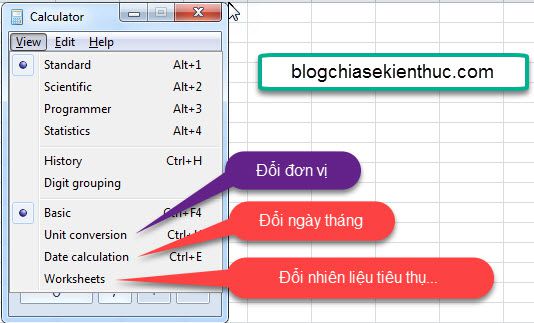 Calculator
View Edit Help
blogchiasekienthuc.com
Standard Alt+1
Scientific Alt+2
Programmer Alt+3
Statistics Alt+4
History Ctrl+H
Digit grouping
Đổi đơn vị
Basic Ctrl+F4
Đổi ngày tháng
Unit conversion
Date calculation Ctrl+E
Worksheets
Đổi nhiên liệu tiêu thụ...